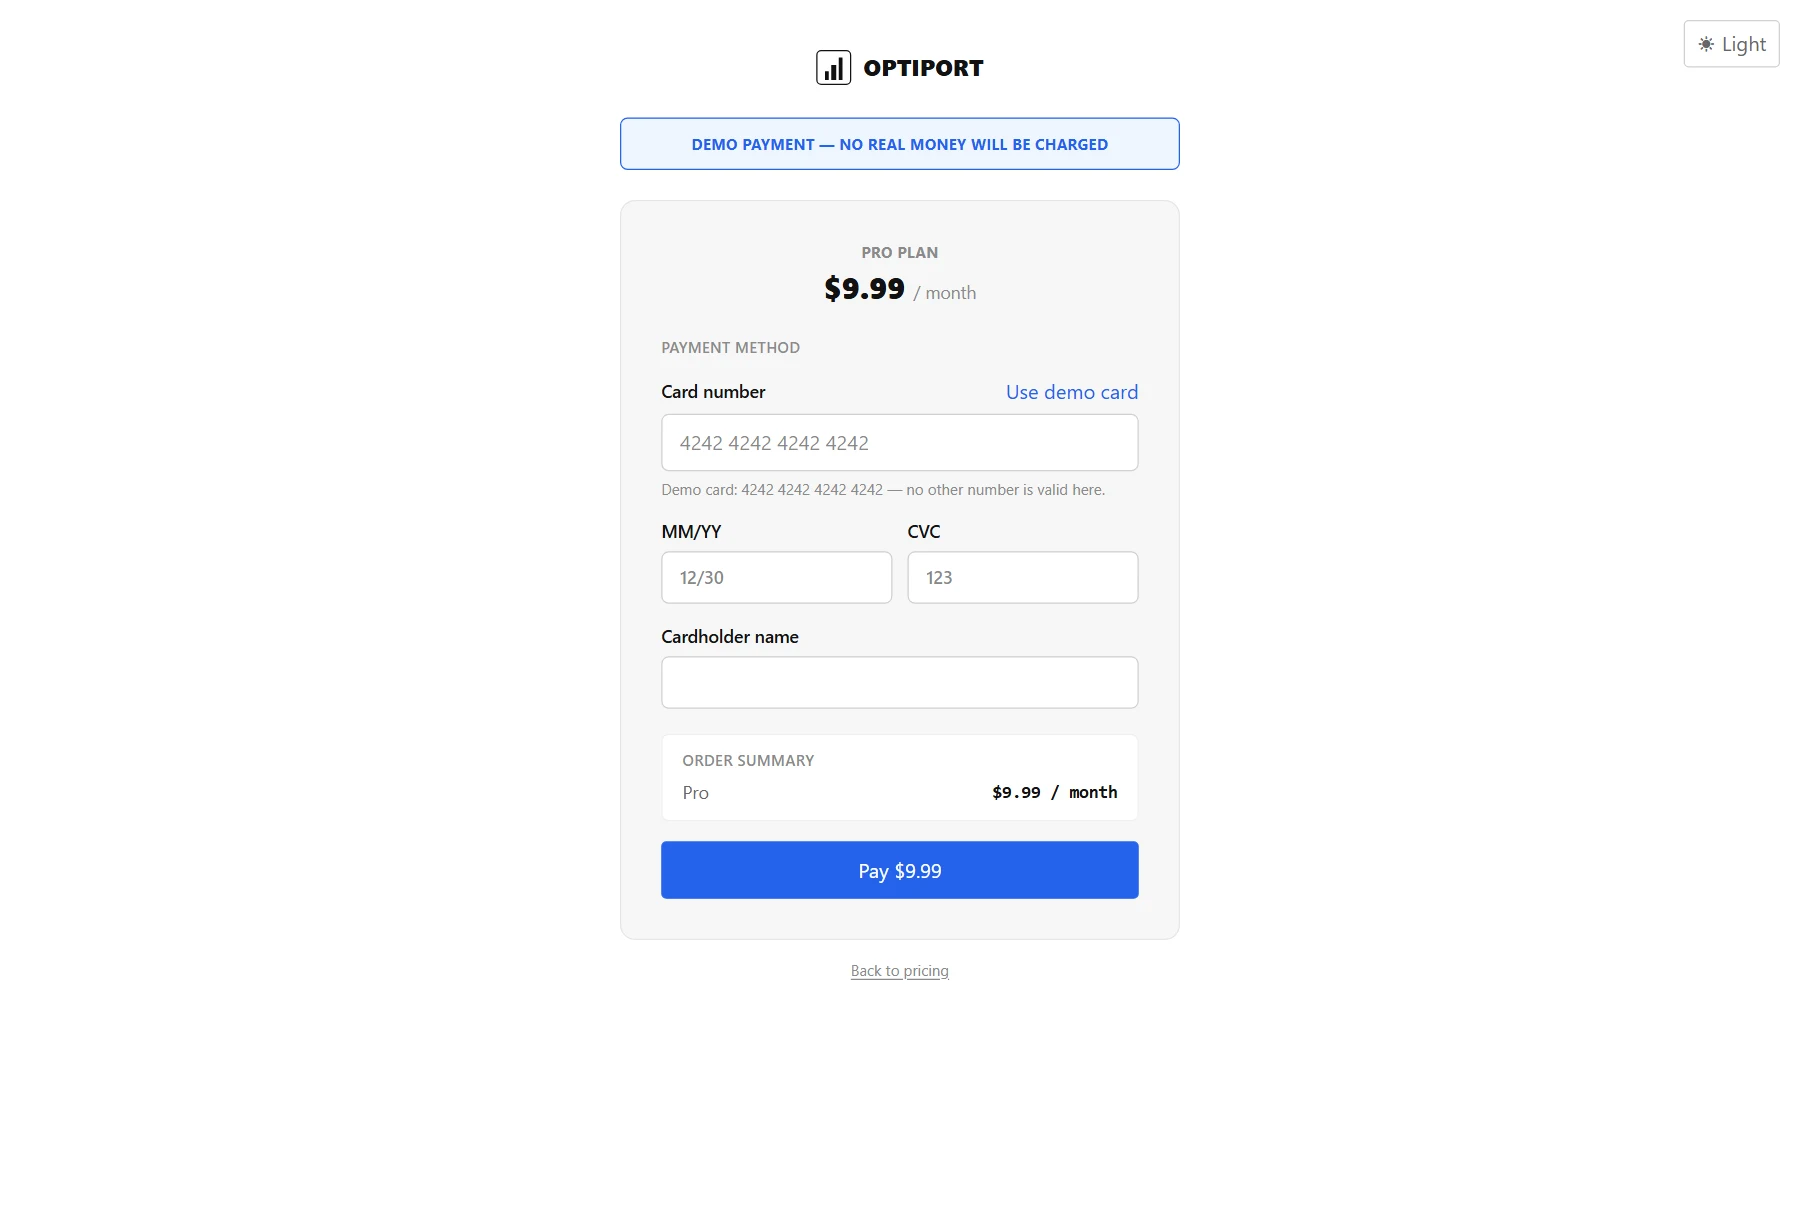 Light
OPTIPORT
DEMO PAYMENT — NO REAL MONEY WILL BE CHARGED
PRO PLAN
$9.99 / month
PAYMENT METHOD
Card number Use demo card
4242 4242 4242 4242
Demo card: 4242 4242 4242 4242 — no other number is valid here.
MM/YY CVC
12/30 123
Cardholder name
ORDER SUMMARY
Pro $9.99 / month
Pay $9.99
Back to pricing